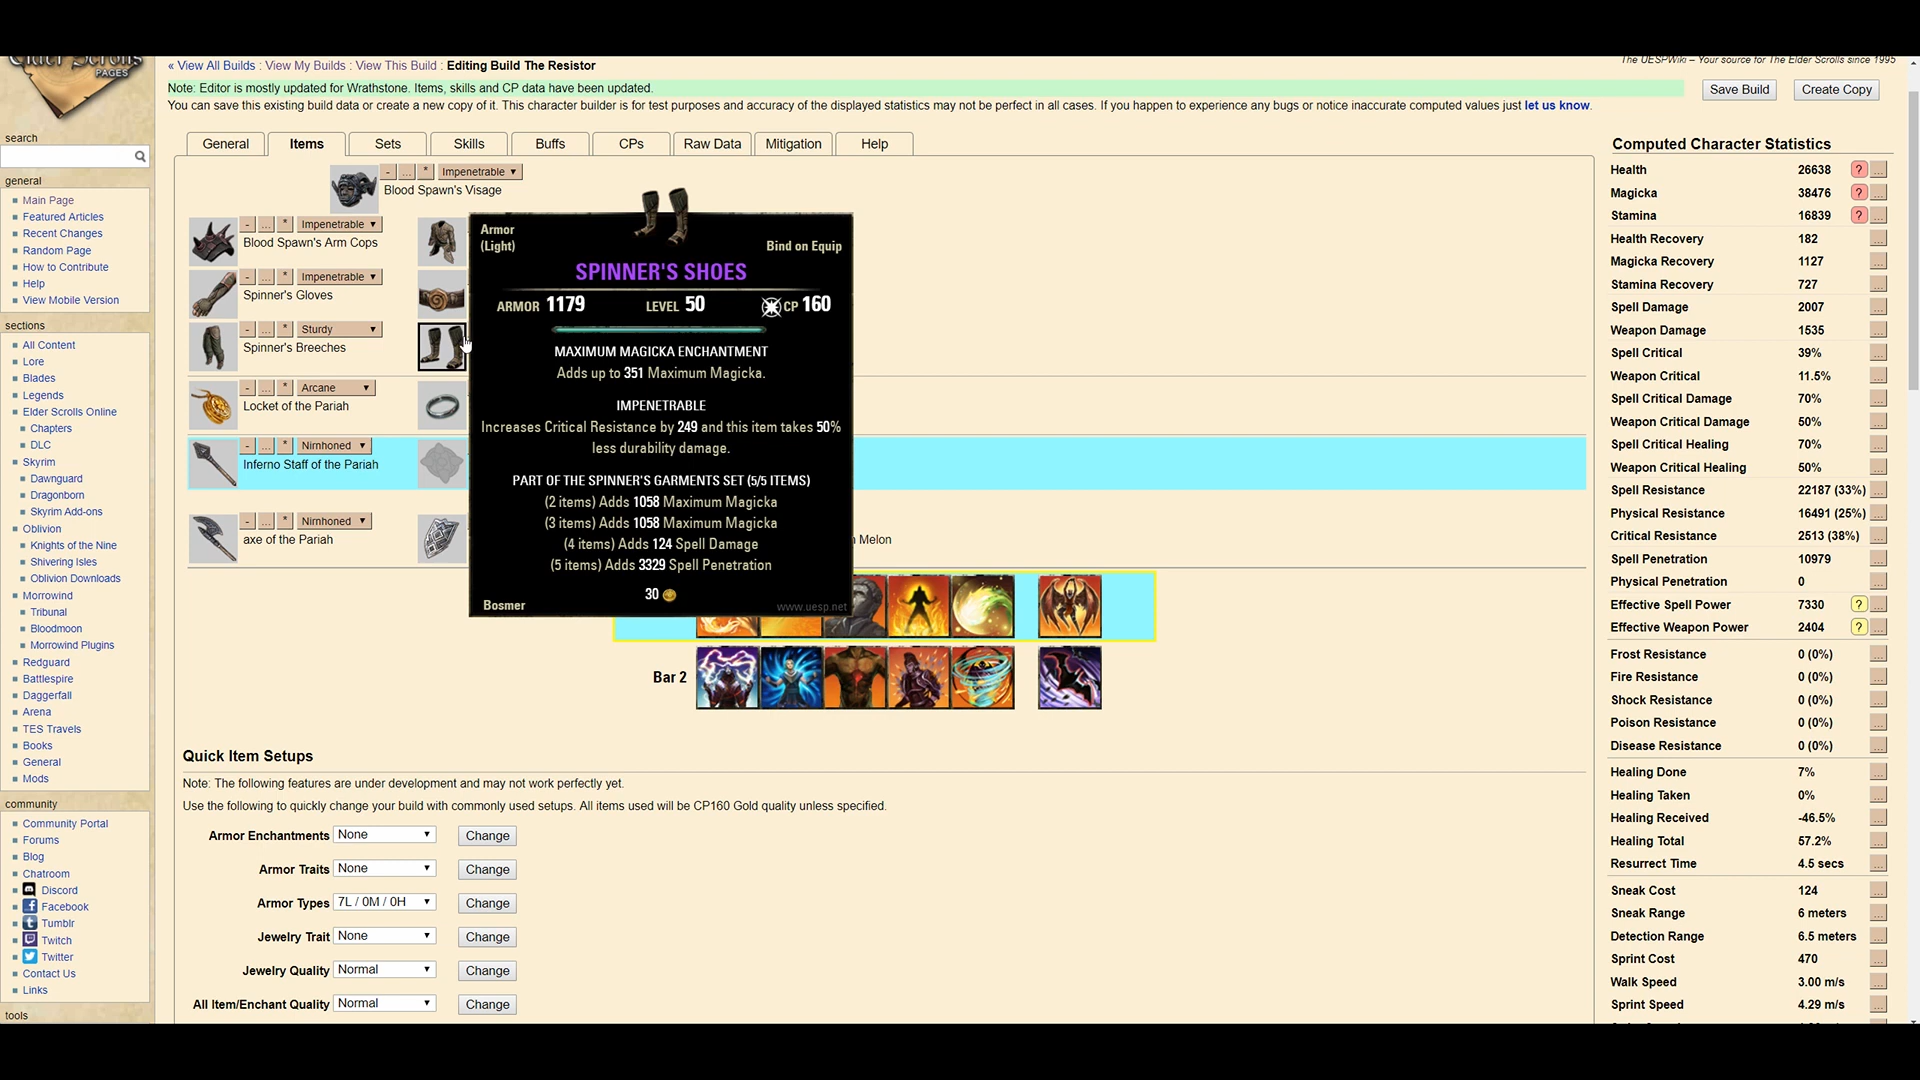 Elder Scrolls
PAGES
The UESPWiki – Your source for The Elder Scrolls since 1995
« View All Builds : View My Builds : View This Build : Editing Build The Resistor
Note: Editor is mostly updated for Wrathstone. Items, skills and CP data have been updated.
You can save this existing build data or create a new copy of it. This character builder is for test purposes and accuracy of the displayed statistics may not be perfect in all cases. If you happen to experience any bugs or notice inaccurate computed values just let us know.
Save Build
Create Copy
search
general
Main Page
Featured Articles
Recent Changes
Random Page
How to Contribute
Help
View Mobile Version
sections
All Content
Lore
Blades
Legends
Elder Scrolls Online
Chapters
DLC
Skyrim
Dawnguard
Dragonborn
Skyrim Add-ons
Oblivion
Knights of the Nine
Shivering Isles
Oblivion Downloads
Morrowind
Tribunal
Bloodmoon
Morrowind Plugins
Redguard
Battlespire
Daggerfall
Arena
TES Travels
Books
General
Mods
community
Community Portal
Forums
Blog
Chatroom
Discord
Facebook
Tumblr
Twitch
Twitter
Contact Us
Links
tools
General
Items
Sets
Skills
Buffs
CPs
Raw Data
Mitigation
Help
- ... * Impenetrable
Blood Spawn's Visage
- ... * Impenetrable
Blood Spawn's Arm Cops
- ... * Impenetrable
Spinner's Gloves
- ... * Sturdy
Spinner's Breeches
- ... * Arcane
Locket of the Pariah
- ... * Nirnhoned
Inferno Staff of the Pariah
- ... * Nirnhoned
axe of the Pariah
Melon
Armor
(Light)
Bind on Equip
SPINNER'S SHOES
ARMOR 1179 LEVEL 50 CP 160
MAXIMUM MAGICKA ENCHANTMENT
Adds up to 351 Maximum Magicka.
IMPENETRABLE
Increases Critical Resistance by 249 and this item takes 50%
less durability damage.
PART OF THE SPINNER'S GARMENTS SET (5/5 ITEMS)
(2 items) Adds 1058 Maximum Magicka
(3 items) Adds 1058 Maximum Magicka
(4 items) Adds 124 Spell Damage
(5 items) Adds 3329 Spell Penetration
30
Bosmer
www.uesp.net
Bar 2
Quick Item Setups
Note: The following features are under development and may not work perfectly yet.
Use the following to quickly change your build with commonly used setups. All items used will be CP160 Gold quality unless specified.
Armor Enchantments None Change
Armor Traits None Change
Armor Types 7L / 0M / 0H Change
Jewelry Trait None Change
Jewelry Quality Normal Change
All Item/Enchant Quality Normal Change
Computed Character Statistics
Health 26638 ? ...
Magicka 38476 ? ...
Stamina 16839 ? ...
Health Recovery 182 ...
Magicka Recovery 1127 ...
Stamina Recovery 727 ...
Spell Damage 2007 ...
Weapon Damage 1535 ...
Spell Critical 39% ...
Weapon Critical 11.5% ...
Spell Critical Damage 70% ...
Weapon Critical Damage 50% ...
Spell Critical Healing 70% ...
Weapon Critical Healing 50% ...
Spell Resistance 22187 (33%) ...
Physical Resistance 16491 (25%) ...
Critical Resistance 2513 (38%) ...
Spell Penetration 10979 ...
Physical Penetration 0 ...
Effective Spell Power 7330 ? ...
Effective Weapon Power 2404 ? ...
Frost Resistance 0 (0%) ...
Fire Resistance 0 (0%) ...
Shock Resistance 0 (0%) ...
Poison Resistance 0 (0%) ...
Disease Resistance 0 (0%) ...
Healing Done 7% ...
Healing Taken 0% ...
Healing Received -46.5% ...
Healing Total 57.2% ...
Resurrect Time 4.5 secs ...
Sneak Cost 124 ...
Sneak Range 6 meters ...
Detection Range 6.5 meters ...
Sprint Cost 470 ...
Walk Speed 3.00 m/s ...
Sprint Speed 4.29 m/s ...